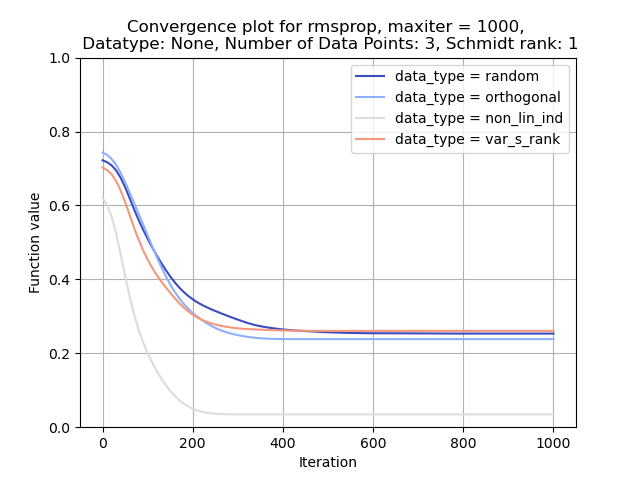 Convergence plot for rmsprop, maxiter = 1000,
Datatype: None, Number of Data Points: 3, Schmidt rank: 1
data_type = random
data_type = orthogonal
data_type = non_lin_ind
data_type = var_s_rank
Function value
1.0
0.8
0.6
0.4
0.2
0.0
0 200 400 600 800 1000
Iteration